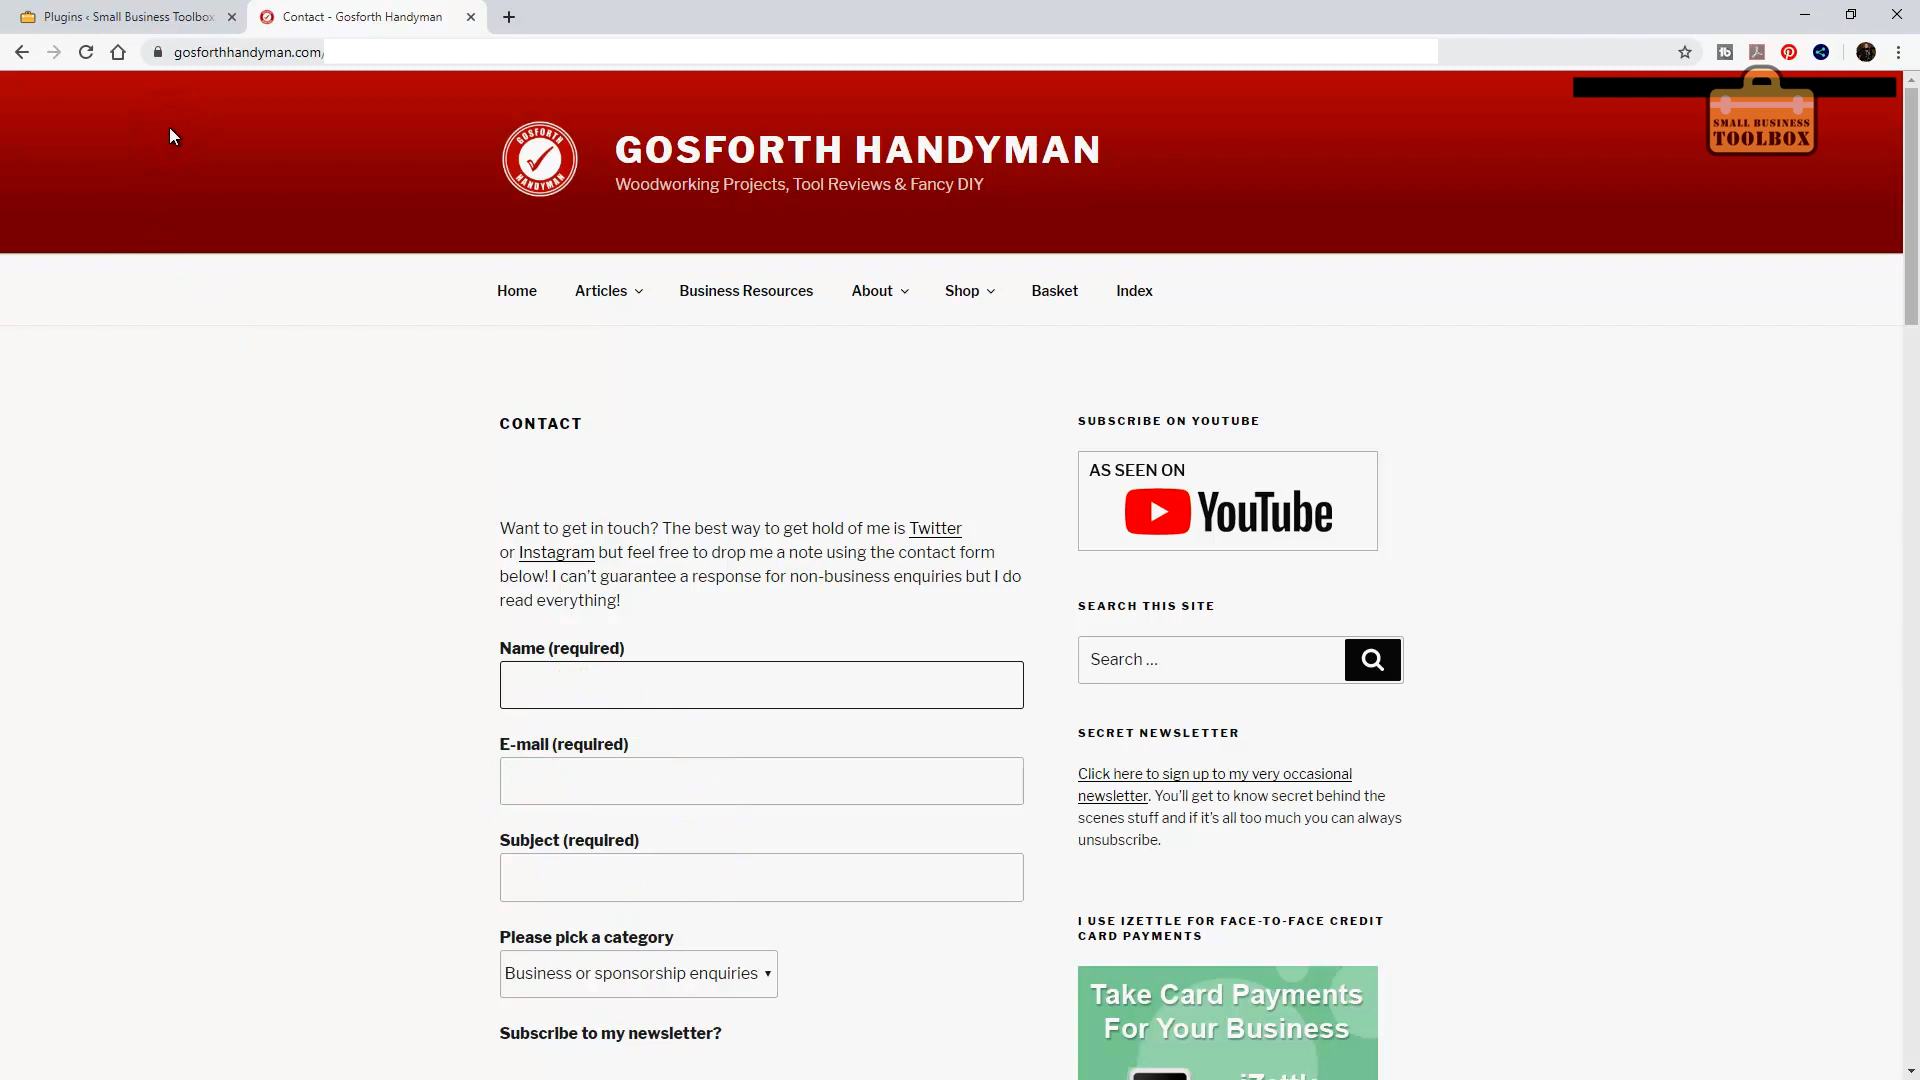 Plugins ‹ Small Business Toolbox
Contact - Gosforth Handyman
gosforthhandyman.com/
SMALL BUSINESS
TOOLBOX
GOSFORTH
HANDYMAN
GOSFORTH HANDYMAN
Woodworking Projects, Tool Reviews & Fancy DIY
Home Articles Business Resources About Shop Basket Index
CONTACT
Want to get in touch? The best way to get hold of me is Twitter
or Instagram but feel free to drop me a note using the contact form
below! I can't guarantee a response for non-business enquiries but I do
read everything!
Name (required)
E-mail (required)
Subject (required)
Please pick a category
Business or sponsorship enquiries
Subscribe to my newsletter?
SUBSCRIBE ON YOUTUBE
AS SEEN ON
YouTube
SEARCH THIS SITE
Search …
SECRET NEWSLETTER
Click here to sign up to my very occasional
newsletter. You'll get to know secret behind the
scenes stuff and if it's all too much you can always
unsubscribe.
I USE IZETTLE FOR FACE-TO-FACE CREDIT
CARD PAYMENTS
Take Card Payments
For Your Business